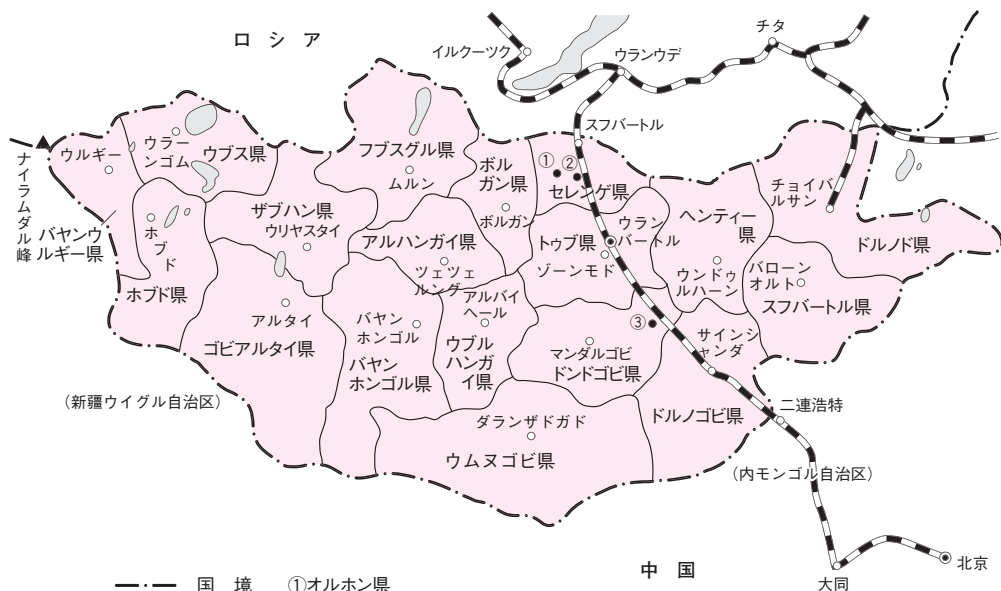 ロ シ ア
イルクーツク
ウランウデ
チタ
スフバートル
ナイラムダル峰
ウルギー
ウラー
ンゴム
ウブス県
フブスグル県
ムルン
ボル
ガン県
ボルガン
①
②
セレンゲ県
チョイバ
ルサン
ドルノド県
バヤンウ
ルギー県
ホブド
ホブド県
ザブハン県
ウリヤスタイ
アルハンガイ県
ツェツェ
ルング
トゥブ県
ゾーンモド
ウラン
バートル
ヘンティー
県
ウンドゥ
ルハーン
バローン
オルト
スフバートル県
アルタイ
ゴビアルタイ県
バヤン
ホンゴル
バヤン
ホンゴル県
アルバイ
ヘール
ウブル
ハンガ
イ県
③
マンダルゴビ
ドンドゴビ県
サインシ
ャンダ
(新疆ウイグル自治区)
ダランザドガド
ウムヌゴビ県
ドルノゴビ県
二連浩特
(内モンゴル自治区)
中 国
北京
大同
国 境
①オルホン県